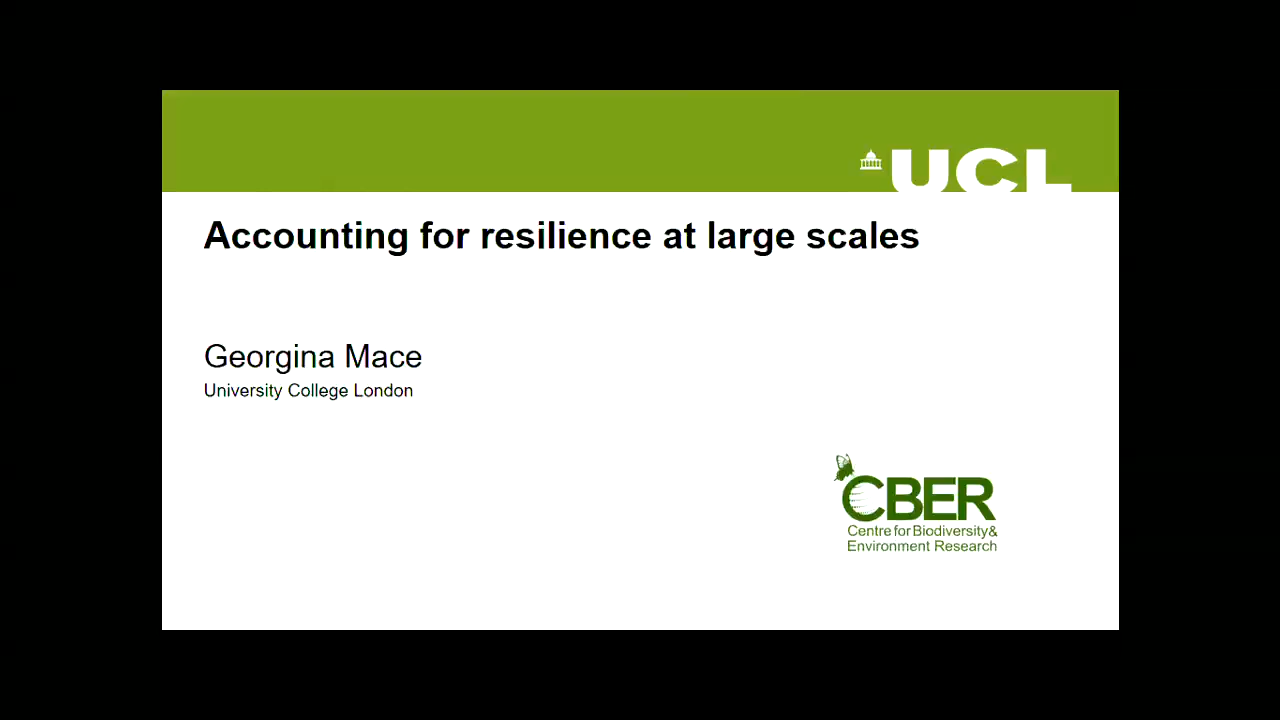 UCL
Accounting for resilience at large scales
Georgina Mace
University College London
CBER
Centre for Biodiversity&
Environment Research